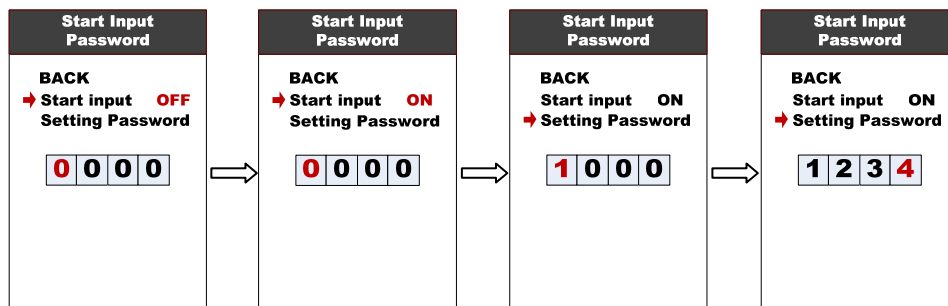 Start Input
Password
BACK
Start input OFF
Setting Password
0 0 0 0
Start Input
Password
BACK
Start input ON
Setting Password
0 0 0 0
Start Input
Password
BACK
Start input ON
Setting Password
1 0 0 0
Start Input
Password
BACK
Start input ON
Setting Password
1 2 3 4